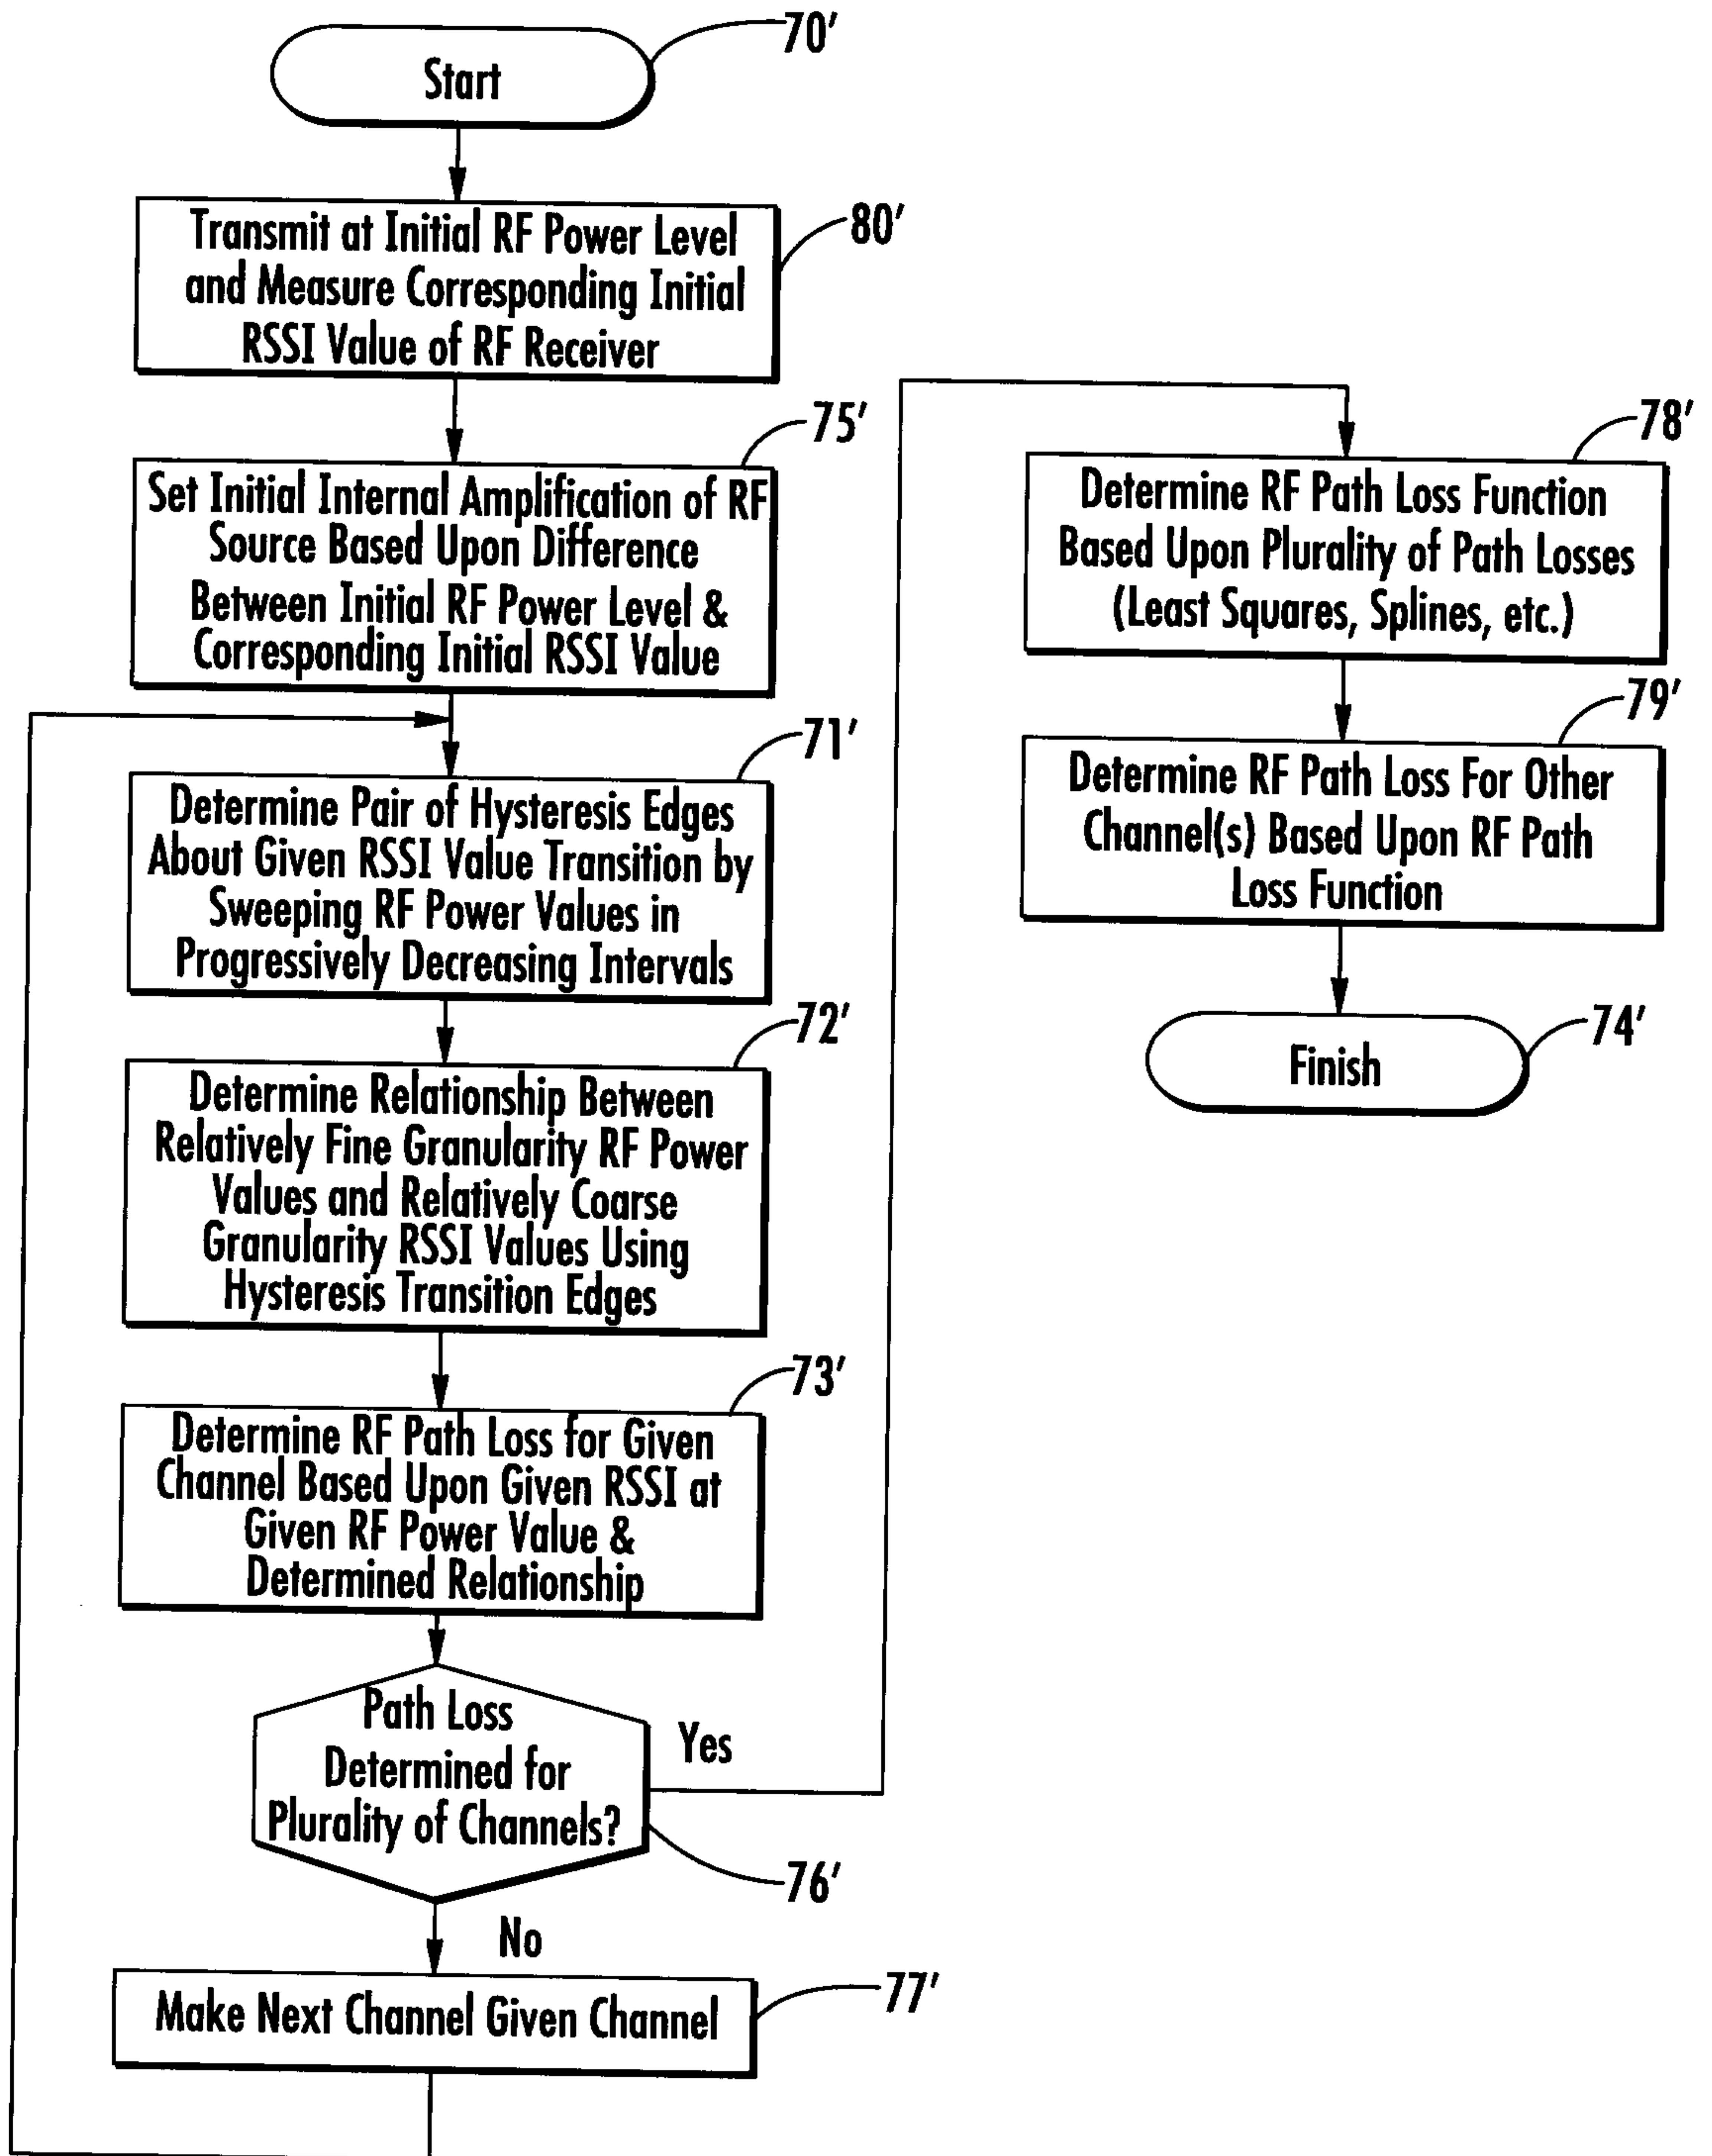 Start
70'
Transmit at Initial RF Power Level
and Measure Corresponding Initial
RSSI Value of RF Receiver
80'
Set Initial Internal Amplification of RF
Source Based Upon Difference
Between Initial RF Power Level &
Corresponding Initial RSSI Value
75'
Determine Pair of Hysteresis Edges
About Given RSSI Value Transition by
Sweeping RF Power Values in
Progressively Decreasing Intervals
71'
Determine Relationship Between
Relatively Fine Granularity RF Power
Values and Relatively Coarse
Granularity RSSI Values Using
Hysteresis Transition Edges
72'
Determine RF Path Loss for Given
Channel Based Upon Given RSSI at
Given RF Power Value &
Determined Relationship
73'
Path Loss
Determined for
Plurality of Channels?
76'
Yes
No
Make Next Channel Given Channel
77'
Determine RF Path Loss Function
Based Upon Plurality of Path Losses
(Least Squares, Splines, etc.)
78'
Determine RF Path Loss For Other
Channel(s) Based Upon RF Path
Loss Function
79'
Finish
74'